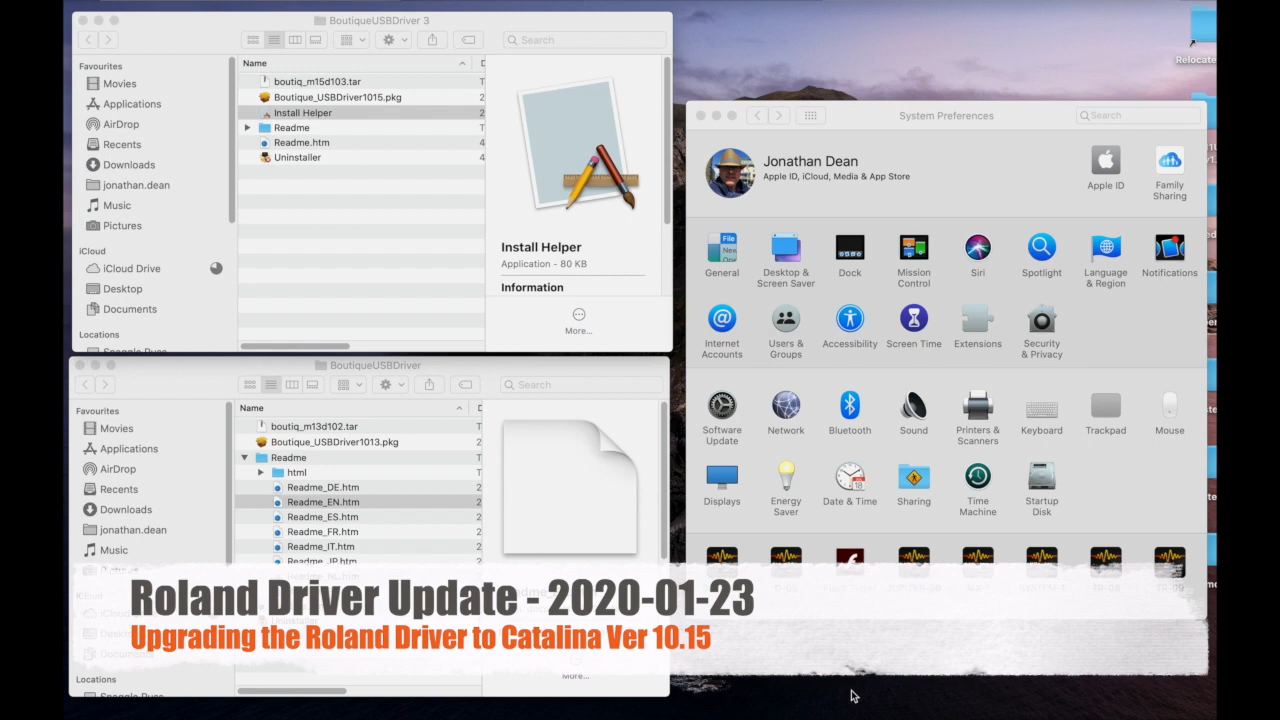 BoutiqueUSBDriver 3
Search
Favourites
Movies
Applications
AirDrop
Recents
Downloads
jonathan.dean
Music
Pictures
iCloud
iCloud Drive
Desktop
Documents
Locations
Name
boutiq_m15d103.tar
Boutique_USBDriver1015.pkg
Install Helper
Readme
Readme.htm
Uninstaller
Install Helper
Application - 80 KB
Information
More...
BoutiqueUSBDriver
Search
Favourites
Movies
Applications
AirDrop
Recents
Downloads
jonathan.dean
Music
Pictures
Locations
Name
boutiq_m13d102.tar
Boutique_USBDriver1013.pkg
Readme
html
Readme_DE.htm
Readme_EN.htm
Readme_ES.htm
Readme_FR.htm
Readme_IT.htm
Readme_JP.htm
Uninstaller
More...
System Preferences
Search
Jonathan Dean
Apple ID, iCloud, Media & App Store
Apple ID
Family Sharing
General
Desktop & Screen Saver
Dock
Mission Control
Siri
Spotlight
Language & Region
Notifications
Internet Accounts
Users & Groups
Accessibility
Screen Time
Extensions
Security & Privacy
Software Update
Network
Bluetooth
Sound
Printers & Scanners
Keyboard
Trackpad
Mouse
Displays
Energy Saver
Date & Time
Sharing
Time Machine
Startup Disk
Relocate
Roland Driver Update - 2020-01-23
Upgrading the Roland Driver to Catalina Ver 10.15